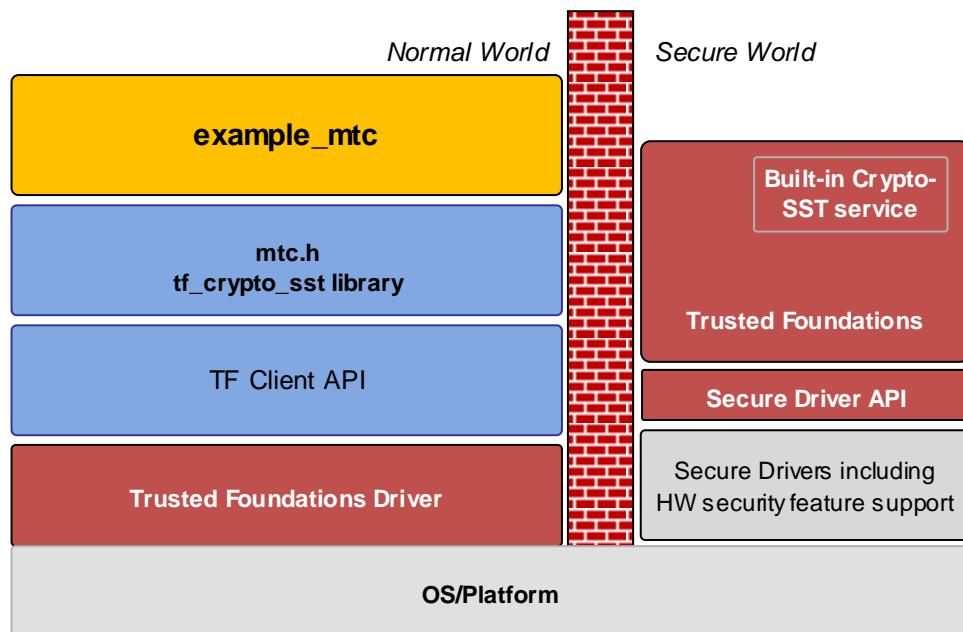 Normal World
Secure World
example_mtc
mtc.h
tf_crypto_sst library
TF Client API
Trusted Foundations Driver
Built-in Crypto-
SST service
Trusted Foundations
Secure Driver API
Secure Drivers including
HW security feature support
OS/Platform